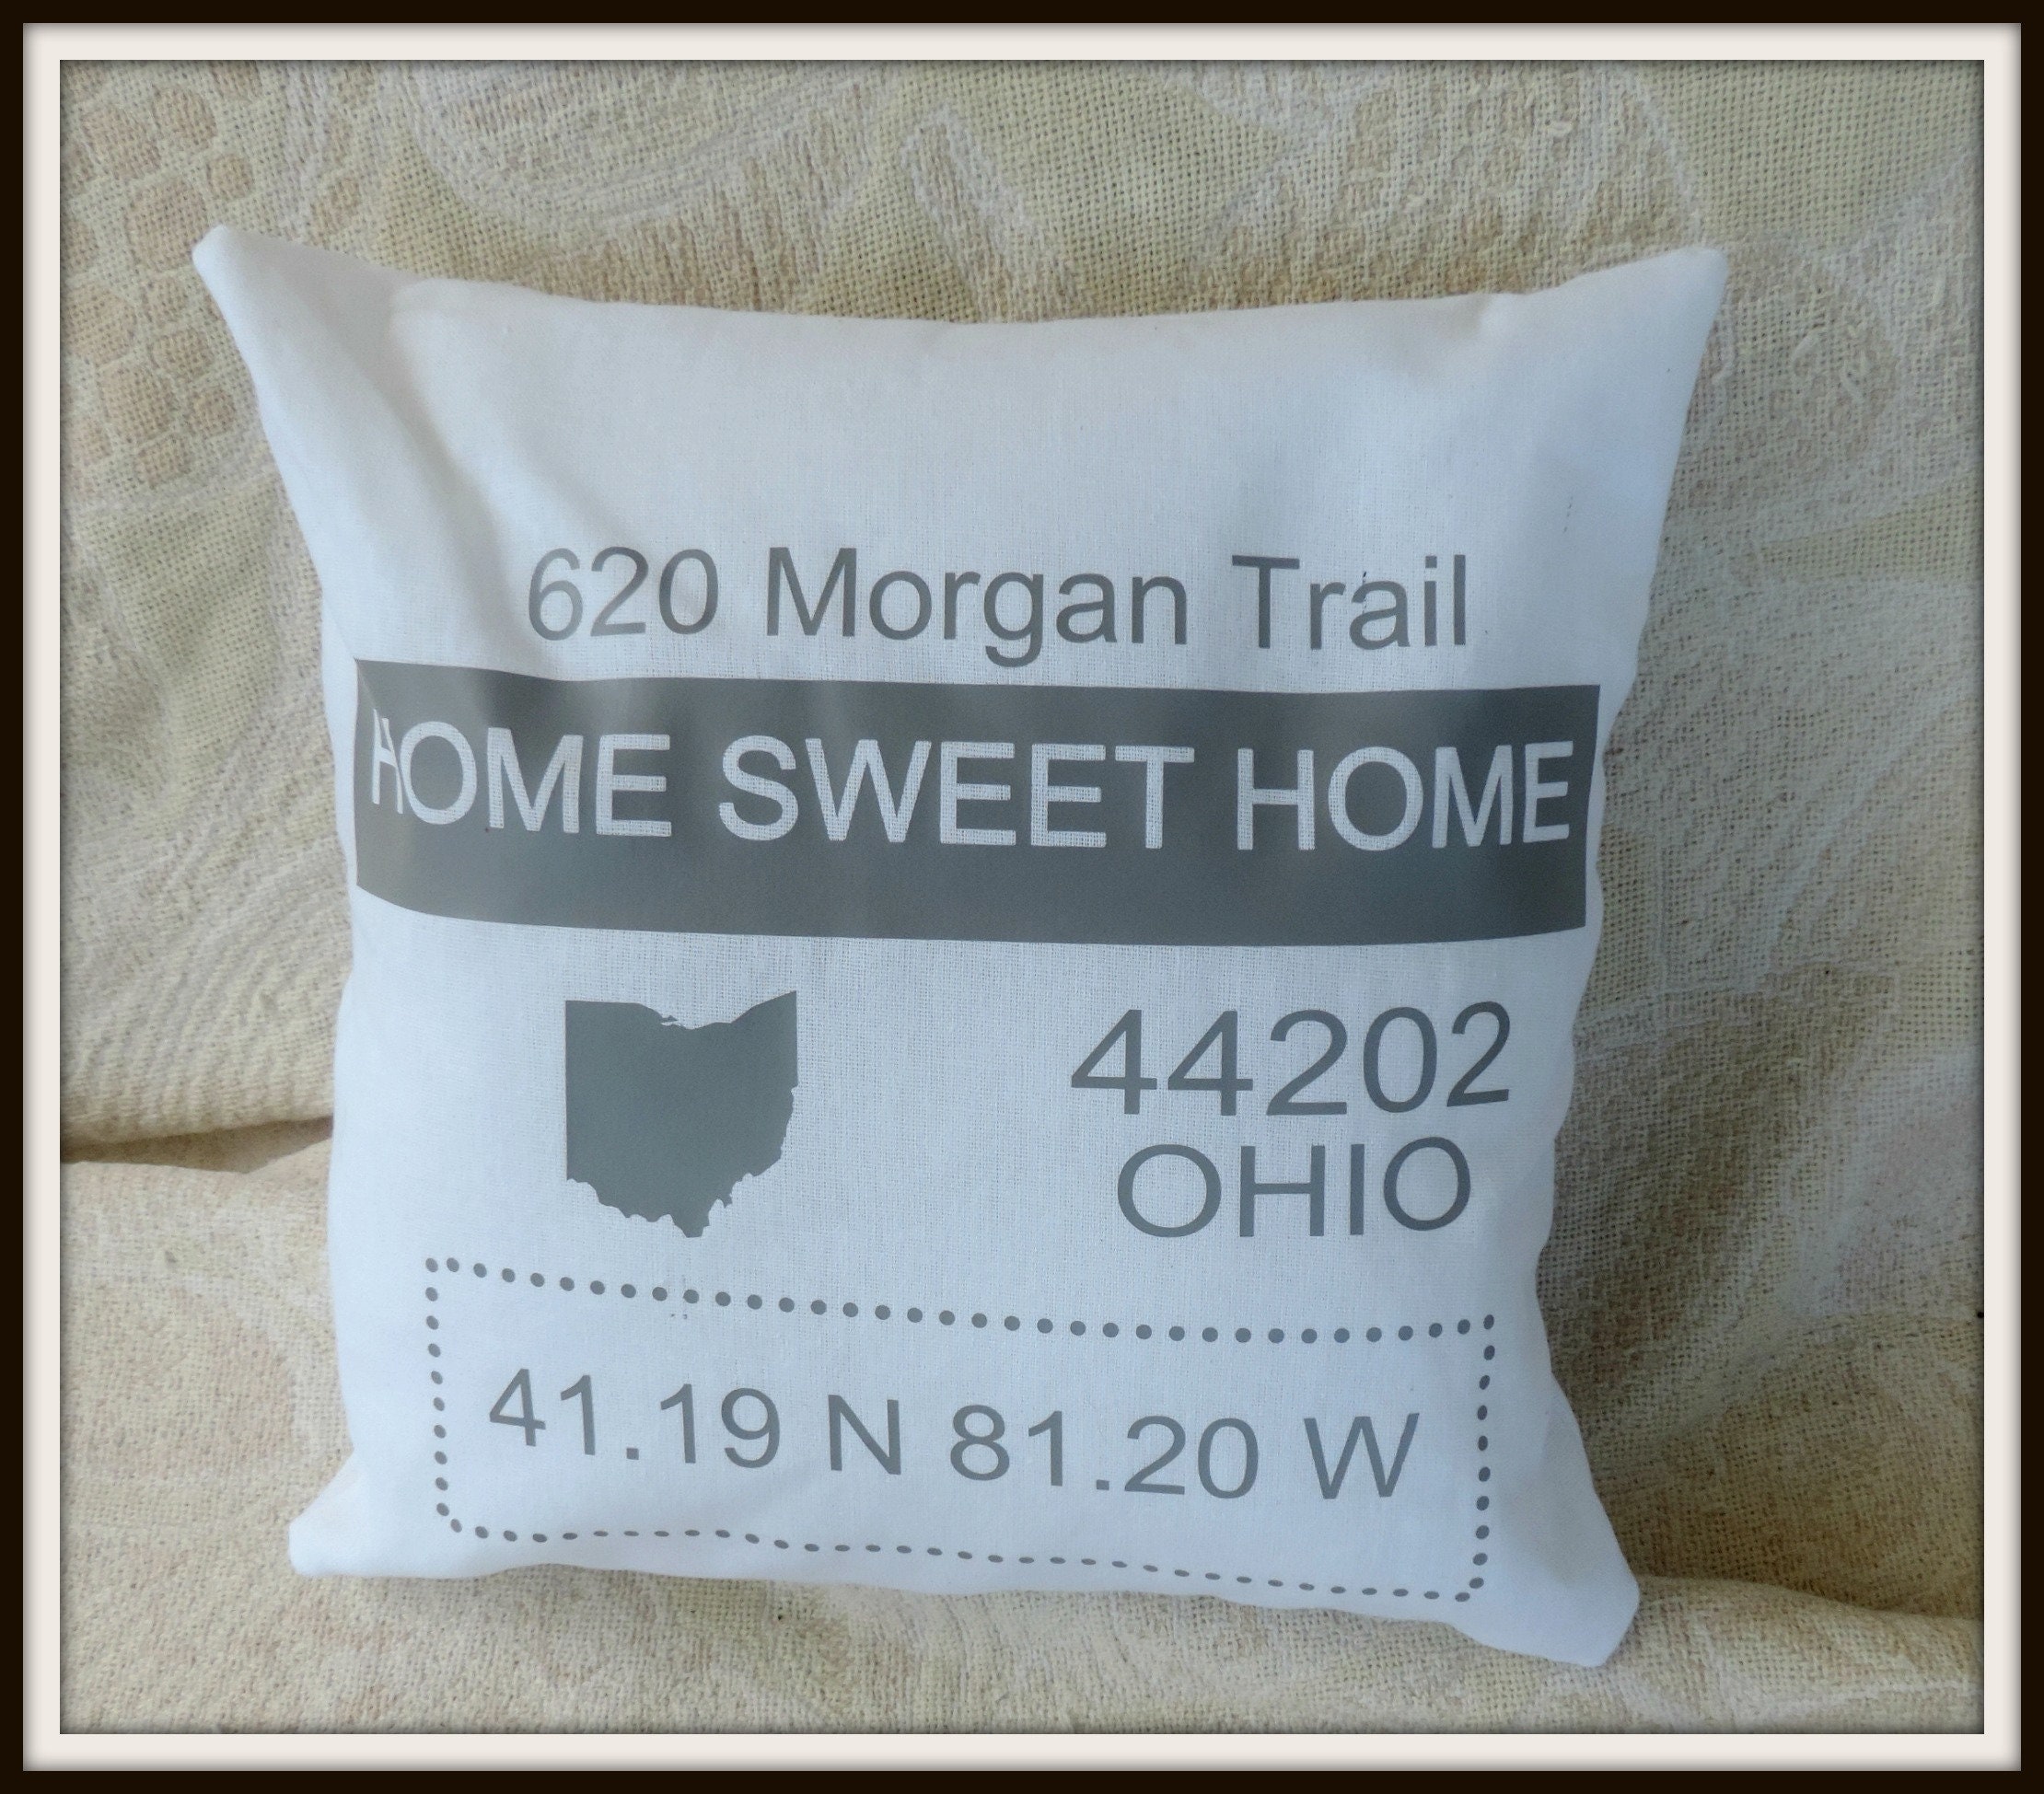 620 Morgan Trail
HOME SWEET HOME
44202
OHIO
41.19 N 81.20 W